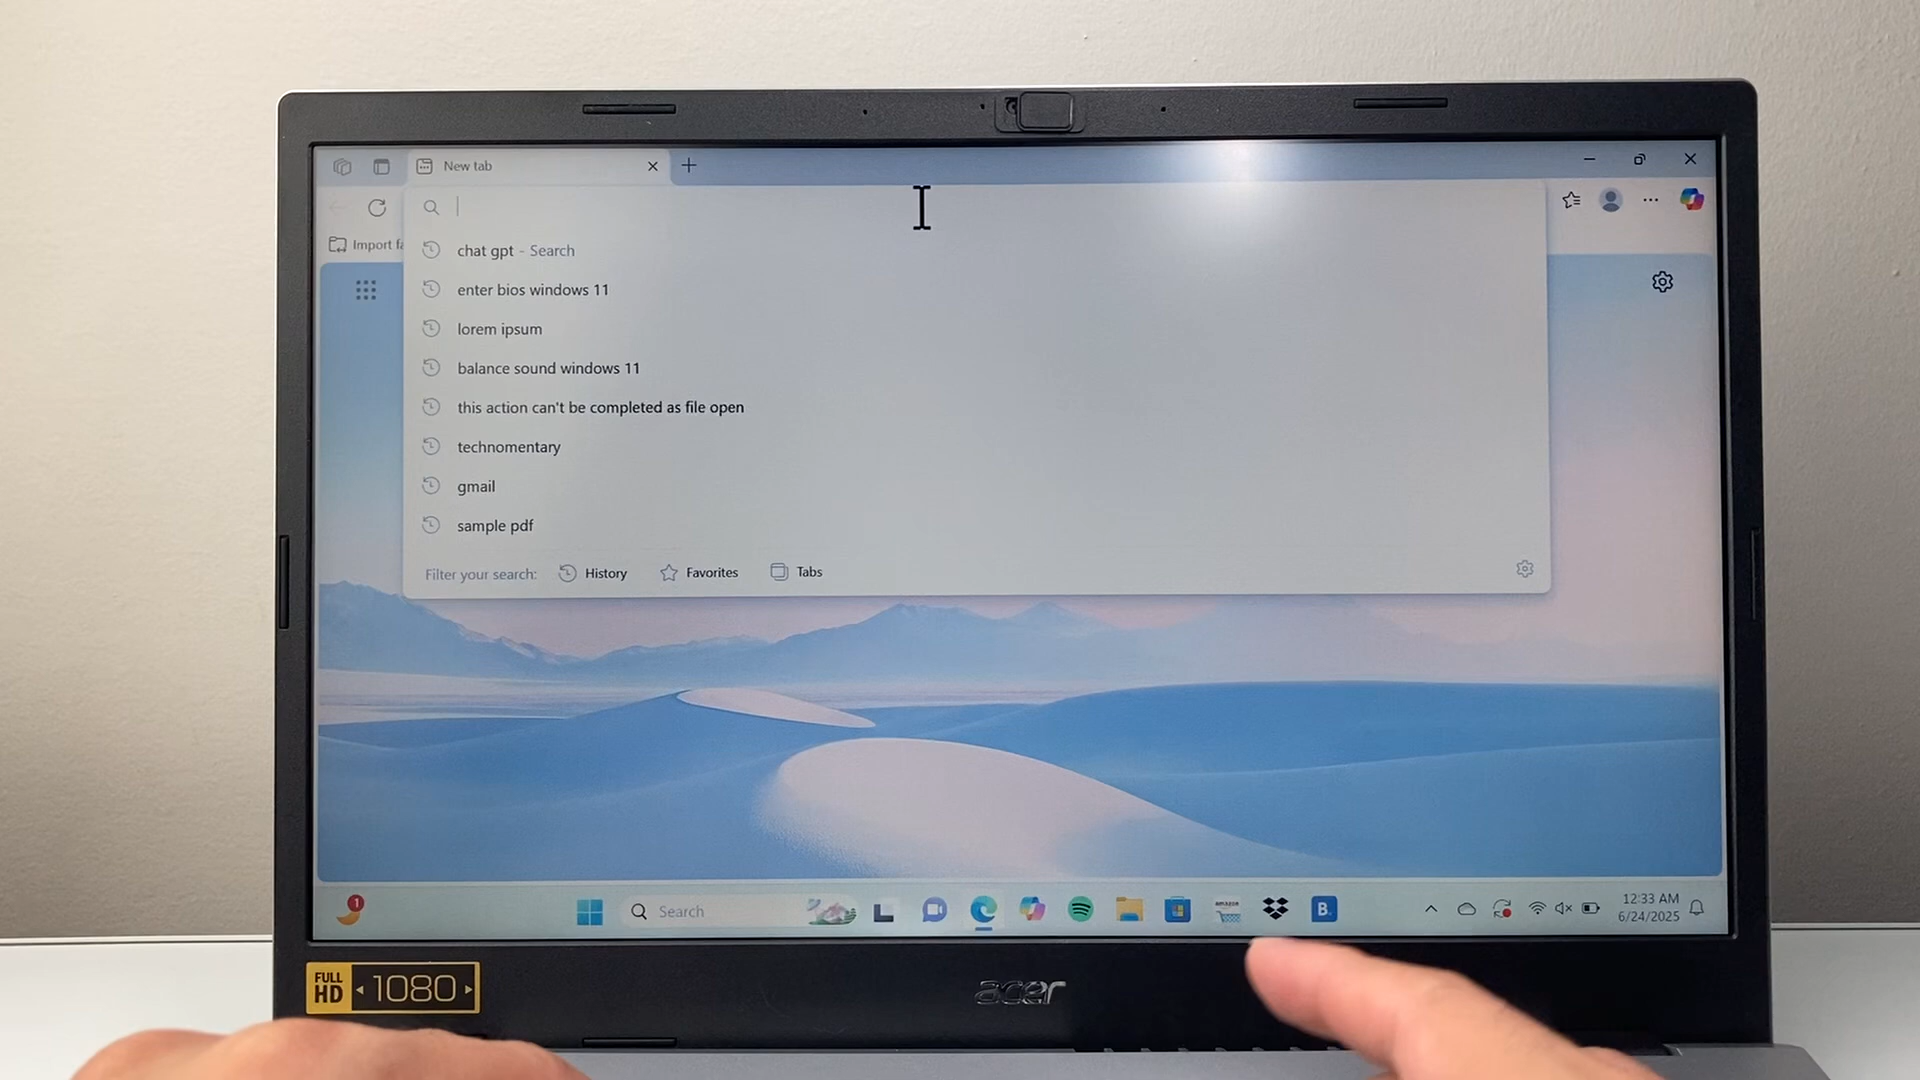 New tab
Import fa
chat gpt - Search
enter bios windows 11
lorem ipsum
balance sound windows 11
this action can't be completed as file open
technomentary
gmail
sample pdf
Filter your search:
History
Favorites
Tabs
1
Search
amazon
B.
12:33 AM
6/24/2025
FULL
HD
1080
acer